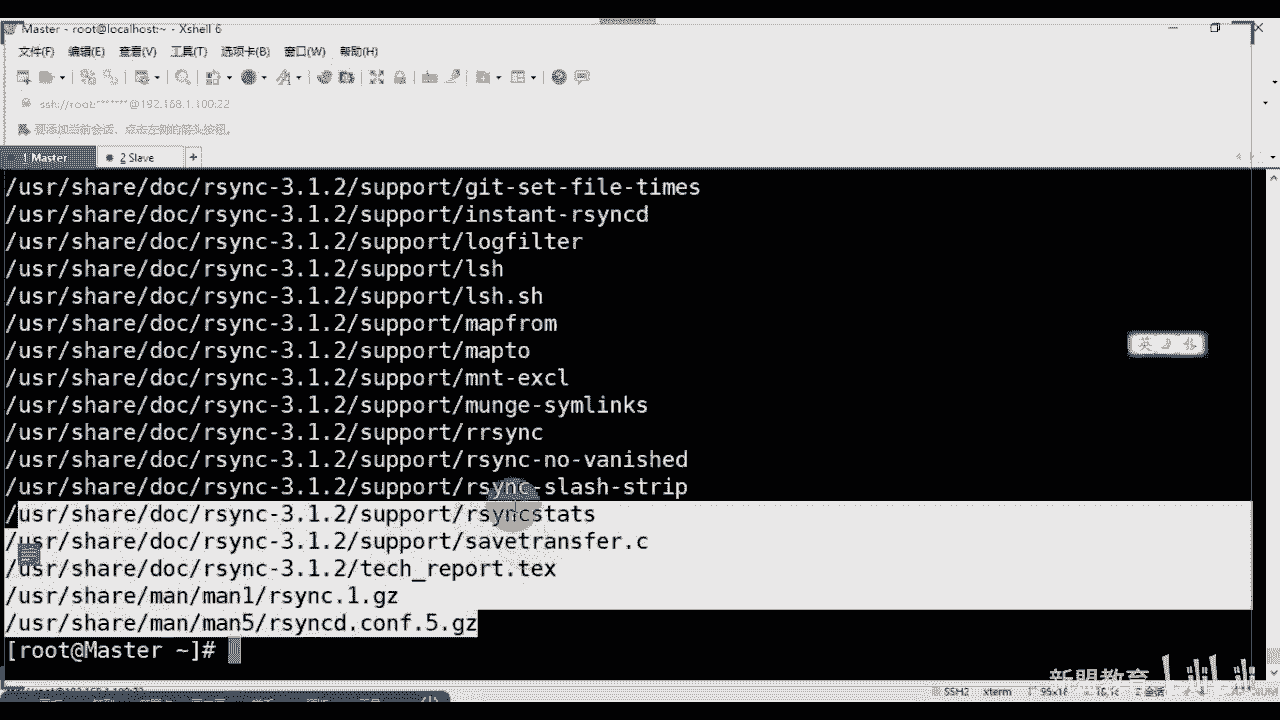 Master - root@localhost:~ - Xshell 6
文件(F) 编辑(E) 查看(V) 工具(T) 选项卡(B) 窗口(W) 帮助(H)
ssh://root:*******@192.168.1.100:22
要添加当前会话，点击左侧的箭头按钮。
1 Master 2 Slave +
/usr/share/doc/rsync-3.1.2/support/git-set-file-times
/usr/share/doc/rsync-3.1.2/support/instant-rsyncd
/usr/share/doc/rsync-3.1.2/support/logfilter
/usr/share/doc/rsync-3.1.2/support/lsh
/usr/share/doc/rsync-3.1.2/support/lsh.sh
/usr/share/doc/rsync-3.1.2/support/mapfrom
/usr/share/doc/rsync-3.1.2/support/mapto
/usr/share/doc/rsync-3.1.2/support/mnt-excl
英
/usr/share/doc/rsync-3.1.2/support/munge-symlinks
/usr/share/doc/rsync-3.1.2/support/rrsync
/usr/share/doc/rsync-3.1.2/support/rsync-no-vanished
/usr/share/doc/rsync-3.1.2/support/rsync-slash-strip
/usr/share/doc/rsync-3.1.2/support/rsyncstats
/usr/share/doc/rsync-3.1.2/support/savetransfer.c
/usr/share/doc/rsync-3.1.2/tech_report.tex
/usr/share/man/man1/rsync.1.gz
/usr/share/man/man5/rsyncd.conf.5.gz
[root@Master ~]#
新盟教育
SSH2 xterm